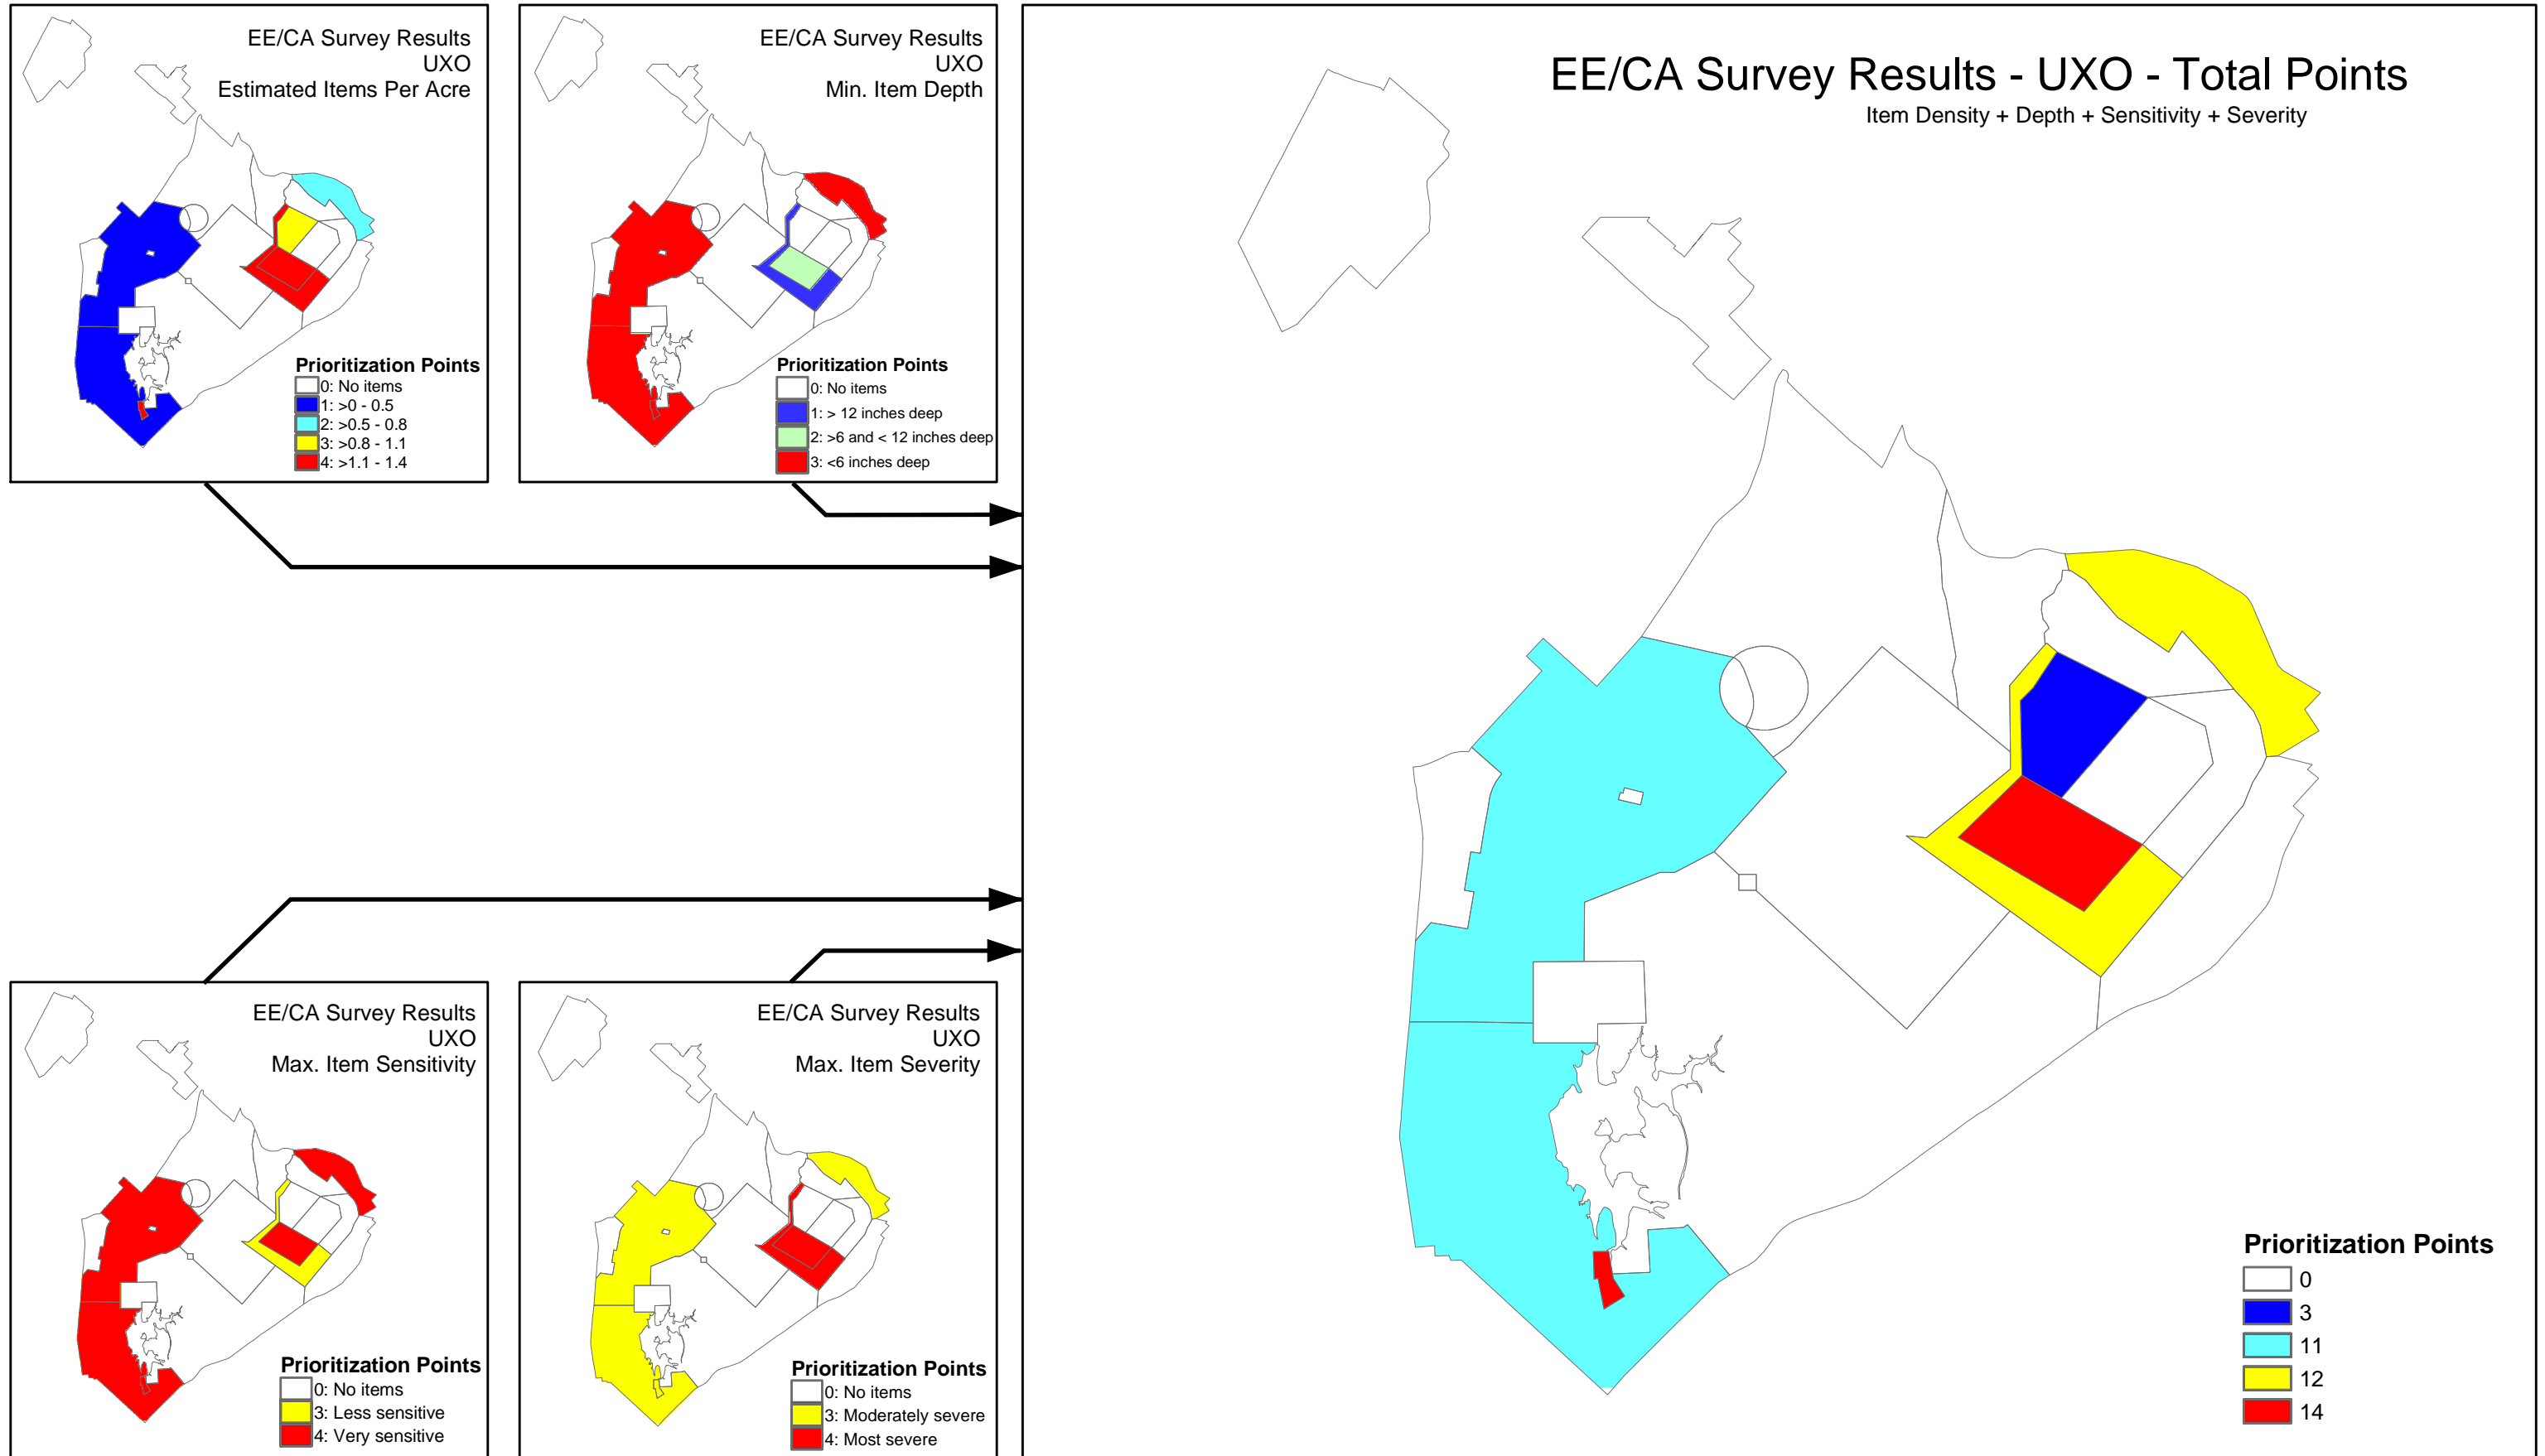 EE/CA Survey Results
UXO
Estimated Items Per Acre
Prioritization Points
0: No items
1: >0 - 0.5
2: >0.5 - 0.8
3: >0.8 - 1.1
4: >1.1 - 1.4
EE/CA Survey Results
UXO
Min. Item Depth
Prioritization Points
0: No items
1: > 12 inches deep
2: >6 and < 12 inches deep
3: <6 inches deep
EE/CA Survey Results
UXO
Max. Item Sensitivity
Prioritization Points
0: No items
3: Less sensitive
4: Very sensitive
EE/CA Survey Results
UXO
Max. Item Severity
Prioritization Points
0: No items
3: Moderately severe
4: Most severe
EE/CA Survey Results - UXO - Total Points
Item Density + Depth + Sensitivity + Severity
Prioritization Points
0
3
11
12
14